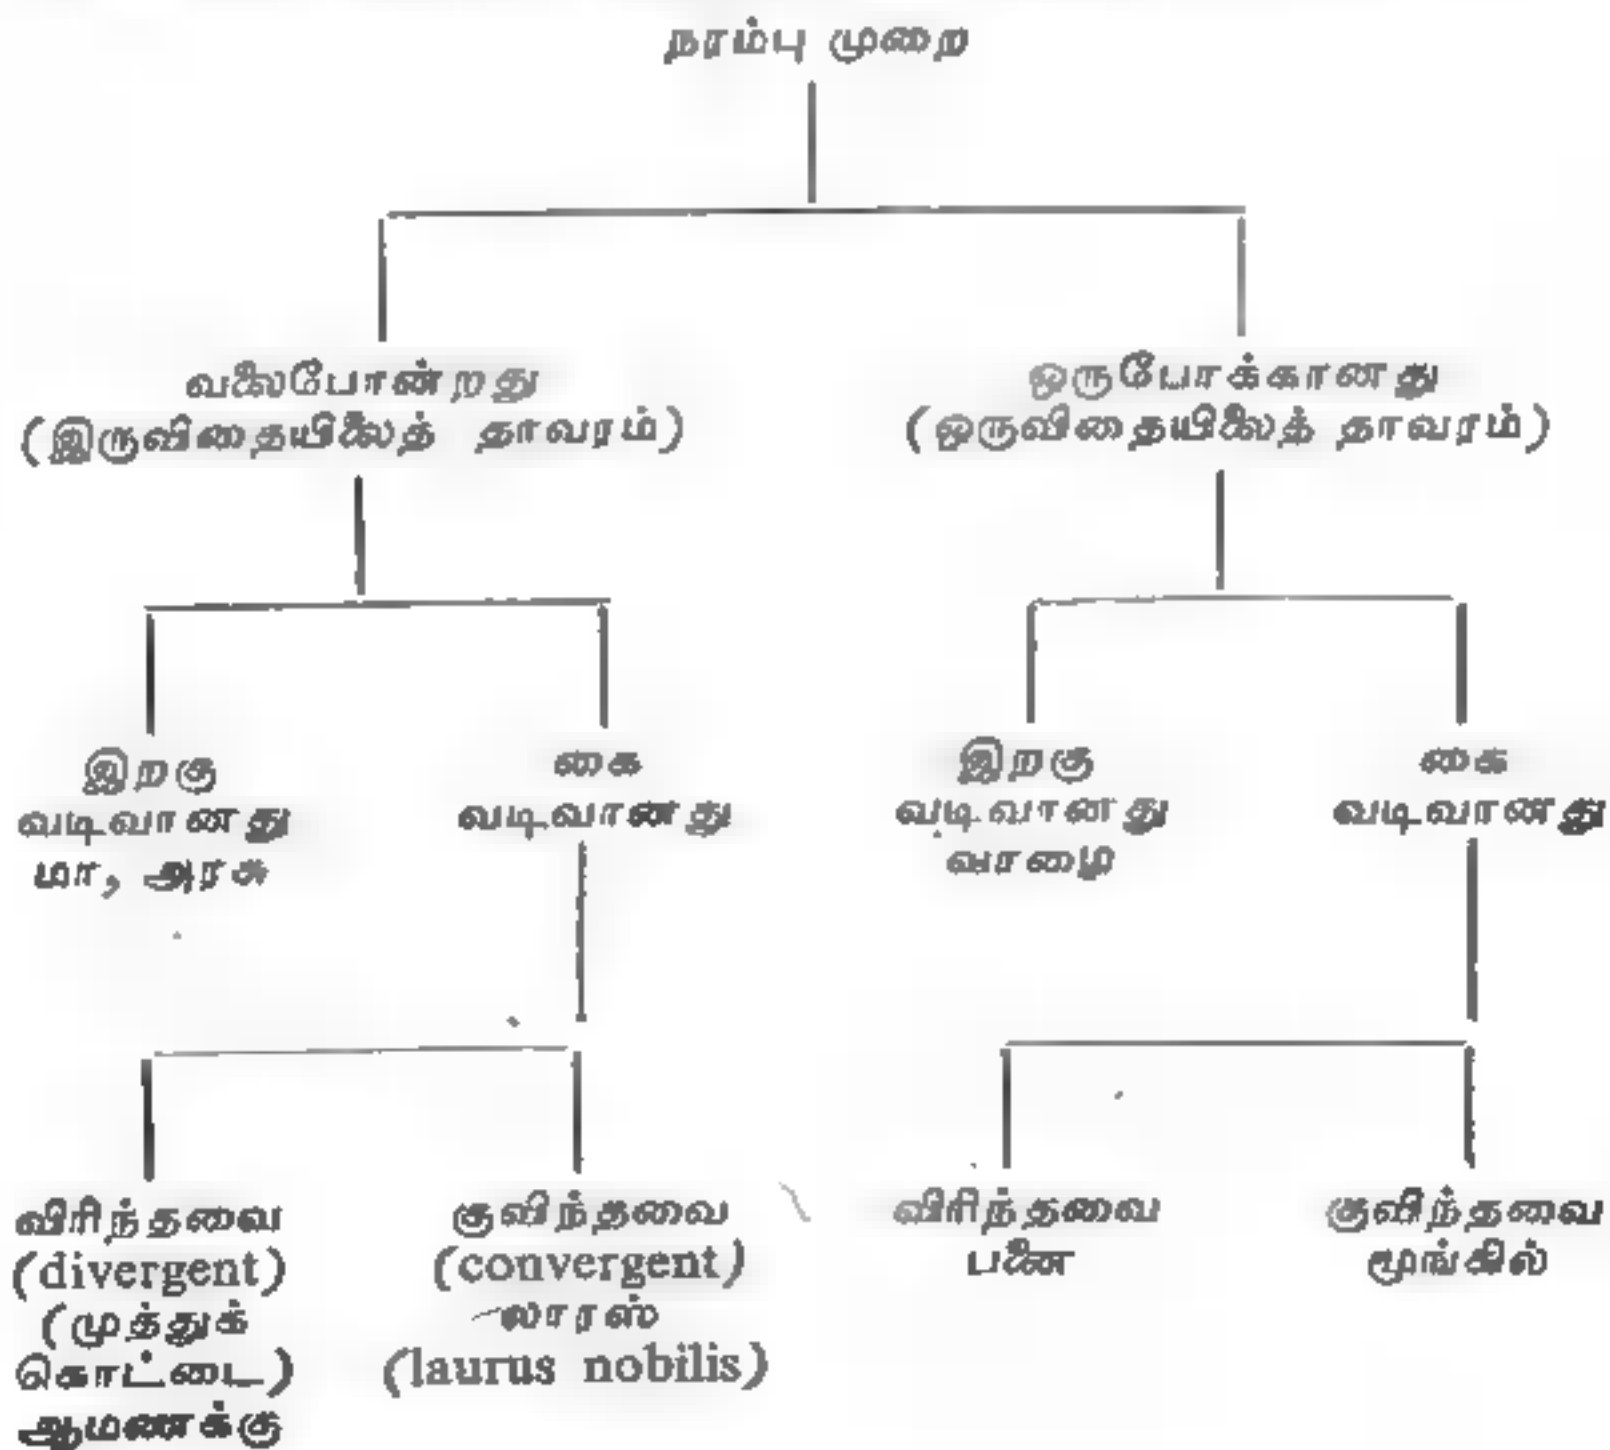 நரம்பு முறை
வலைபோன்றது
(இருவிதையிலைத் தாவரம்)
ஒருபோக்கானது
(ஒருவிதையிலைத் தாவரம்)
இறகு
வடிவானது
மா, அரசு
கை
வடிவானது
இறகு
வடிவானது
வாழை
கை
வடிவானது
விரிந்தவை
(divergent)
(முத்துக்
கொட்டை)
ஆமணக்கு
குவிந்தவை
(convergent)
லாரஸ்
(laurus nobilis)
விரிந்தவை
பனை
குவிந்தவை
மூங்கில்